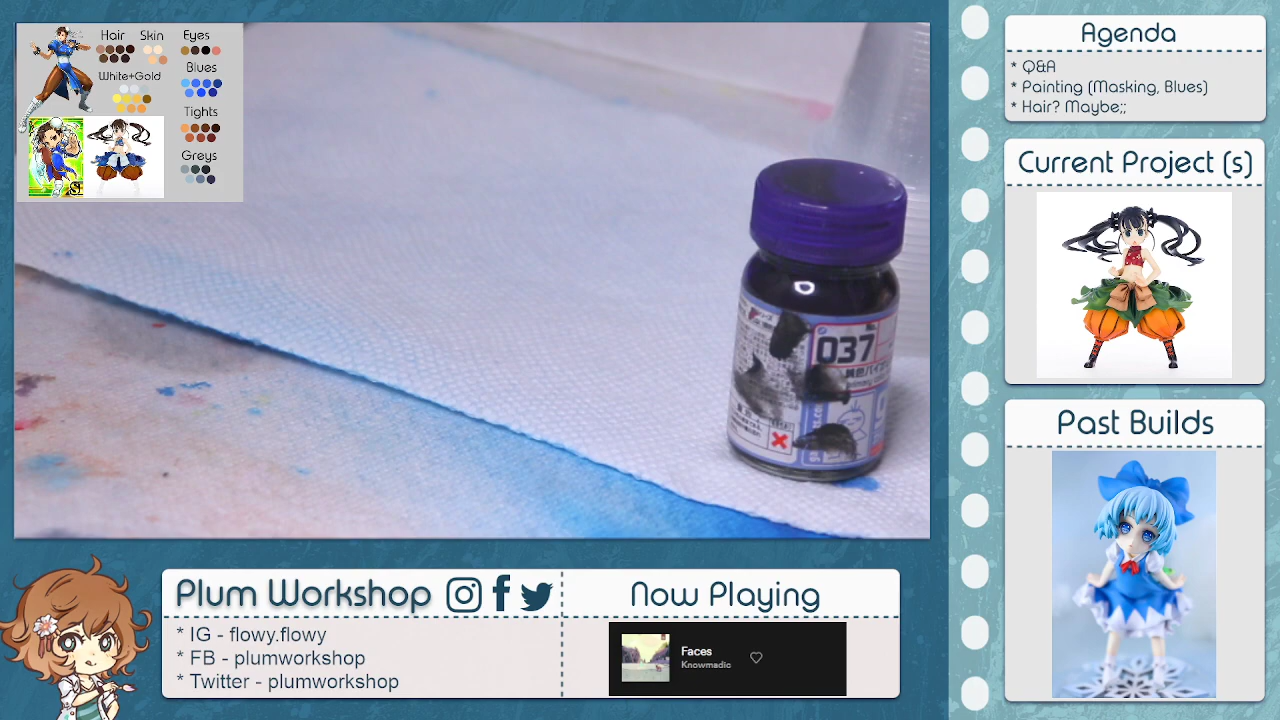 Hair Skin Eyes
White+Gold
Blues
Tights
Greys
037
Agenda
* Q&A
* Painting (Masking, Blues)
* Hair? Maybe;;
Current Project (s)
Past Builds
Plum Workshop
* IG - flowy.flowy
* FB - plumworkshop
* Twitter - plumworkshop
Now Playing
Faces
Knowmadic